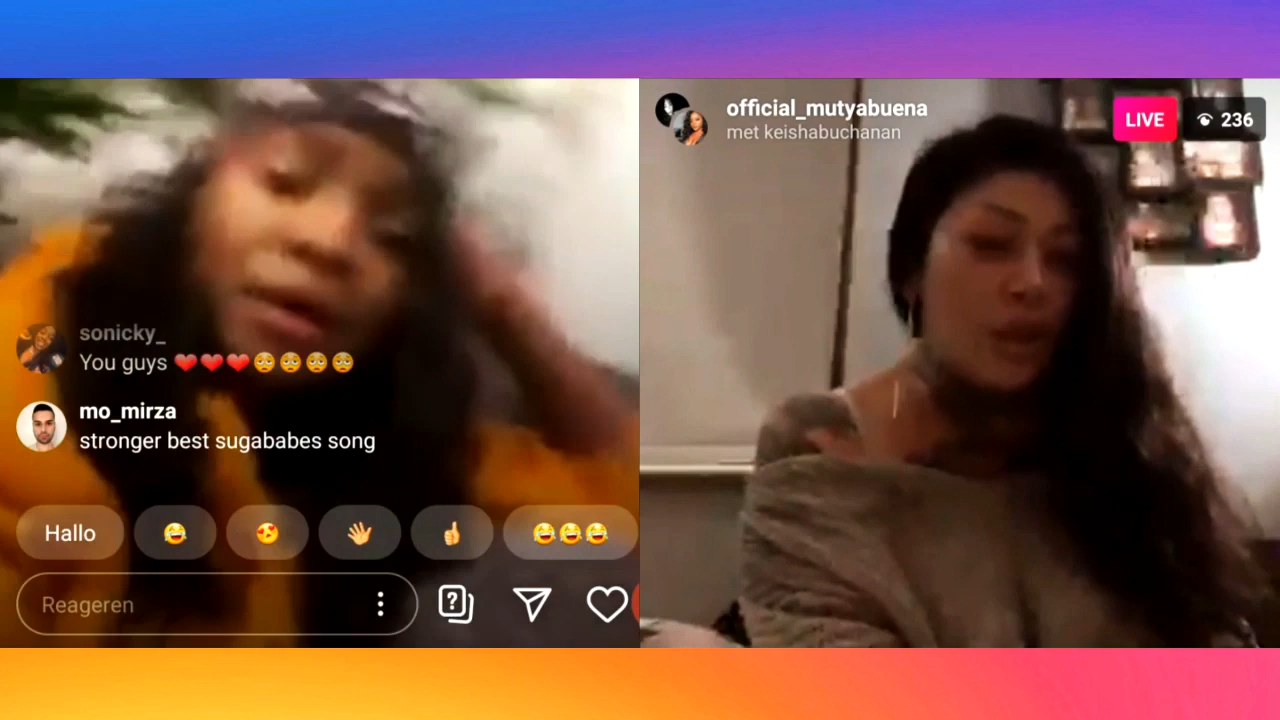 sonicky_
You guys ❤️❤️❤️🥺🥺🥺🥺
mo_mirza
stronger best sugababes song
Hallo 😂 😍 👋 👍 😂😂😂
Reageren
official_mutyabuena
met keishabuchanan
LIVE 236